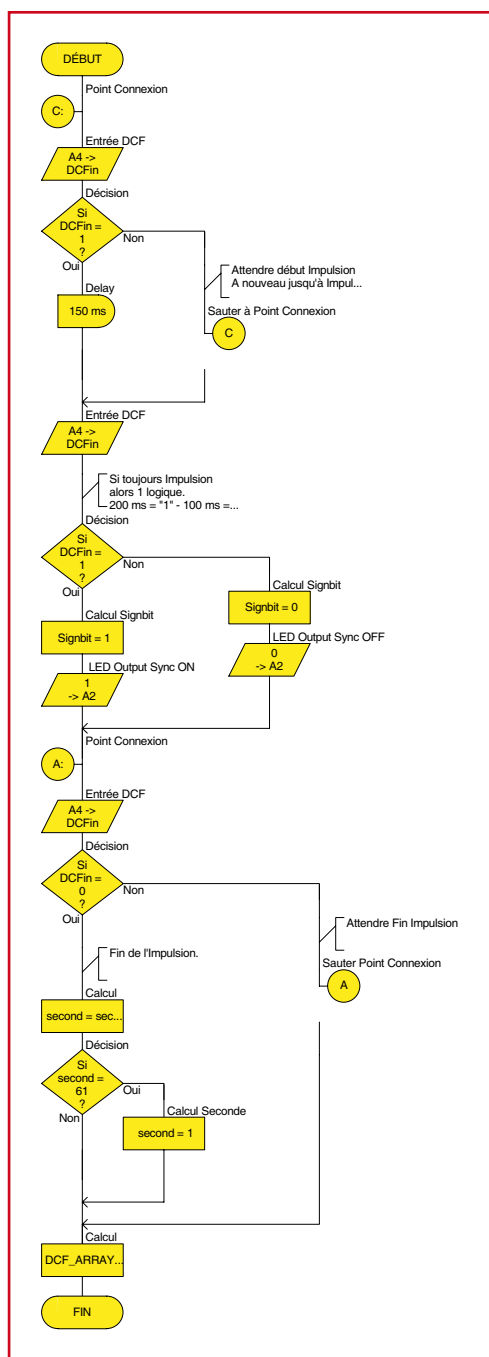 DÉBUT
Point Connexion
C:
Entrée DCF
A4 ->
DCFin
Décision
Si
DCFin =
1
?
Non
Oui
Attendre début Impulsion
A nouveau jusqu'à Impul...
Delay
150 ms
Sauter à Point Connexion
C
Entrée DCF
A4 ->
DCFin
Si toujours Impulsion
alors 1 logique.
200 ms = "1" - 100 ms =...
Décision
Si
DCFin =
1
?
Non
Oui
Calcul Signbit
Signbit = 0
Calcul Signbit
Signbit = 1
LED Output Sync OFF
0
-> A2
LED Output Sync ON
1
-> A2
Point Connexion
A:
Entrée DCF
A4 ->
DCFin
Décision
Si
DCFin =
0
?
Non
Oui
Attendre Fin Impulsion
Fin de l'Impulsion.
Sauter Point Connexion
A
Calcul
second = sec...
Décision
Si
second =
61
?
Oui
Non
Calcul Seconde
second = 1
Calcul
DCF_ARRAY...
FIN